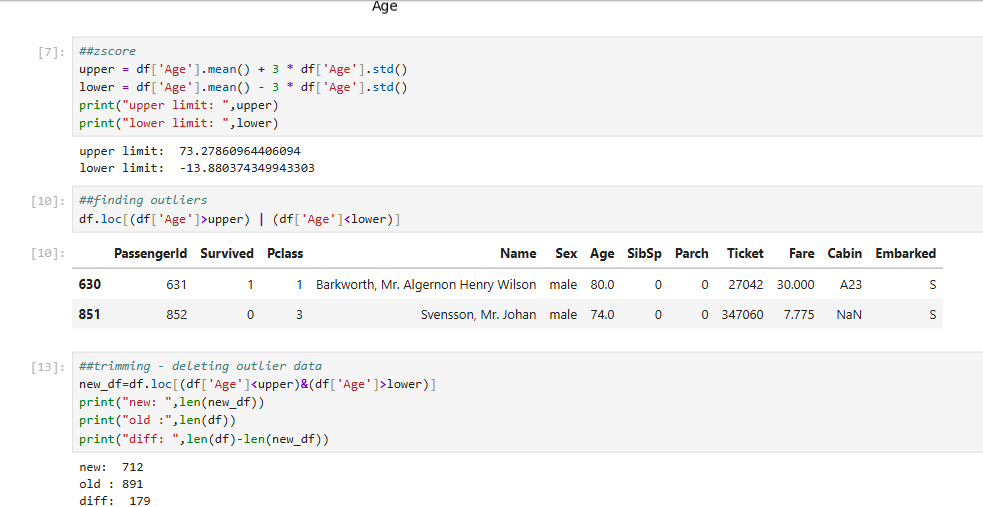 Age
[7]: ##zscore
upper = df['Age'].mean() + 3 * df['Age'].std()
lower = df['Age'].mean() - 3 * df['Age'].std()
print("upper limit: ",upper)
print("lower limit: ",lower)
upper limit:  73.27860964406094
lower limit:  -13.880374349943303
[10]: ##finding outliers
df.loc[(df['Age']>upper) | (df['Age']<lower)]
[10]: PassengerId Survived Pclass Name Sex Age SibSp Parch Ticket Fare Cabin Embarked
630 631 1 1 Barkworth, Mr. Algernon Henry Wilson male 80.0 0 0 27042 30.000 A23 S
851 852 0 3 Svensson, Mr. Johan male 74.0 0 0 347060 7.775 NaN S
[13]: ##trimming - deleting outlier data
new_df=df.loc[(df['Age']<upper)&(df['Age']>lower)]
print("new: ",len(new_df))
print("old :",len(df))
print("diff: ",len(df)-len(new_df))
new:  712
old : 891
diff:  179